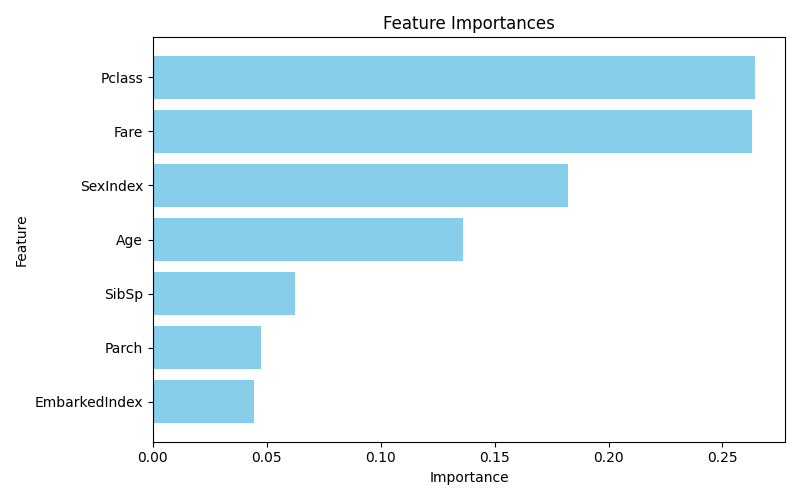 Feature Importances
Feature
Pclass
Fare
SexIndex
Age
SibSp
Parch
EmbarkedIndex
0.00 0.05 0.10 0.15 0.20 0.25
Importance